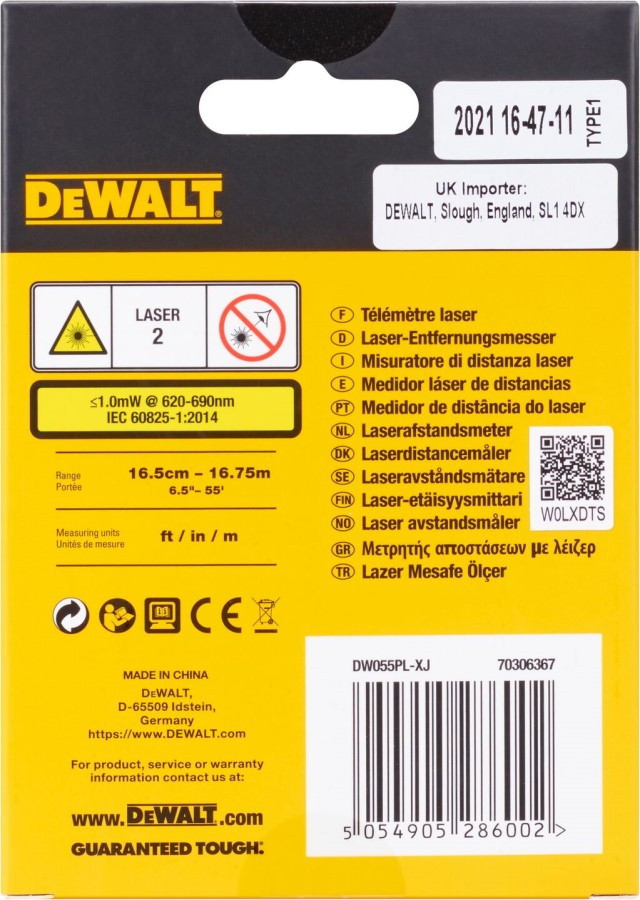 2021 16-47-11
TYPE1
UK Importer:
DEWALT, Slough, England, SL1 4DX
DEWALT®
LASER
2
≤1.0mW @ 620-690nm
IEC 60825-1:2014
Range
Portée
16.5cm – 16.75m
6.5"– 55'
Measuring units
Unités de mesure
ft / in / m
F Télémètre laser
D Laser-Entfernungsmesser
I Misuratore di distanza laser
E Medidor láser de distancias
PT Medidor de distância do laser
NL Laserafstandsmeter
DK Laserdistancemåler
SE Laseravståndsmätare
FIN Laser-etäisyysmittari
NO Laser avstandsmåler
GR Μετρητής αποστάσεων με λέιζερ
TR Lazer Mesafe Ölçer
W0LXDTS
CE
MADE IN CHINA
DEWALT,
D-65509 Idstein,
Germany
https://www.DEWALT.com
For product, service or warranty
information contact us at:
www.DEWALT.com
GUARANTEED TOUGH.
DW055PL-XJ 70306367
5 054905 286002 >